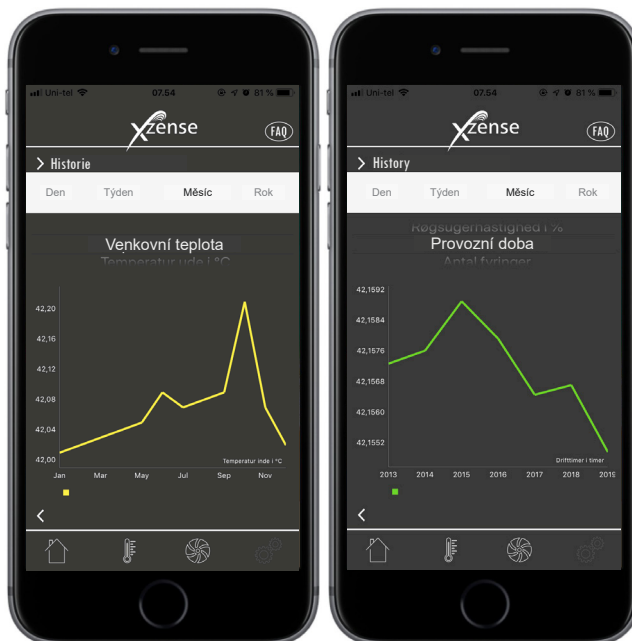 Uni-tel 07.54 81 %
Xzense
FAQ
Historie
Den Týden Měsíc Rok
Venkovní teplota
Temperatur ude i °C
42,20
42,16
42,12
42,08
42,04
42,00
Temperatur inde i °C
Jan Mar May Jul Sep Nov
Uni-tel 07.54 81 %
Xzense
FAQ
History
Den Týden Měsíc Rok
Røgsugerhastighed i %
Provozní doba
Antal fyringer
42,1592
42,1584
42,1576
42,1568
42,1560
42,1552
Drifttimer i timer
2013 2014 2015 2016 2017 2018 2019